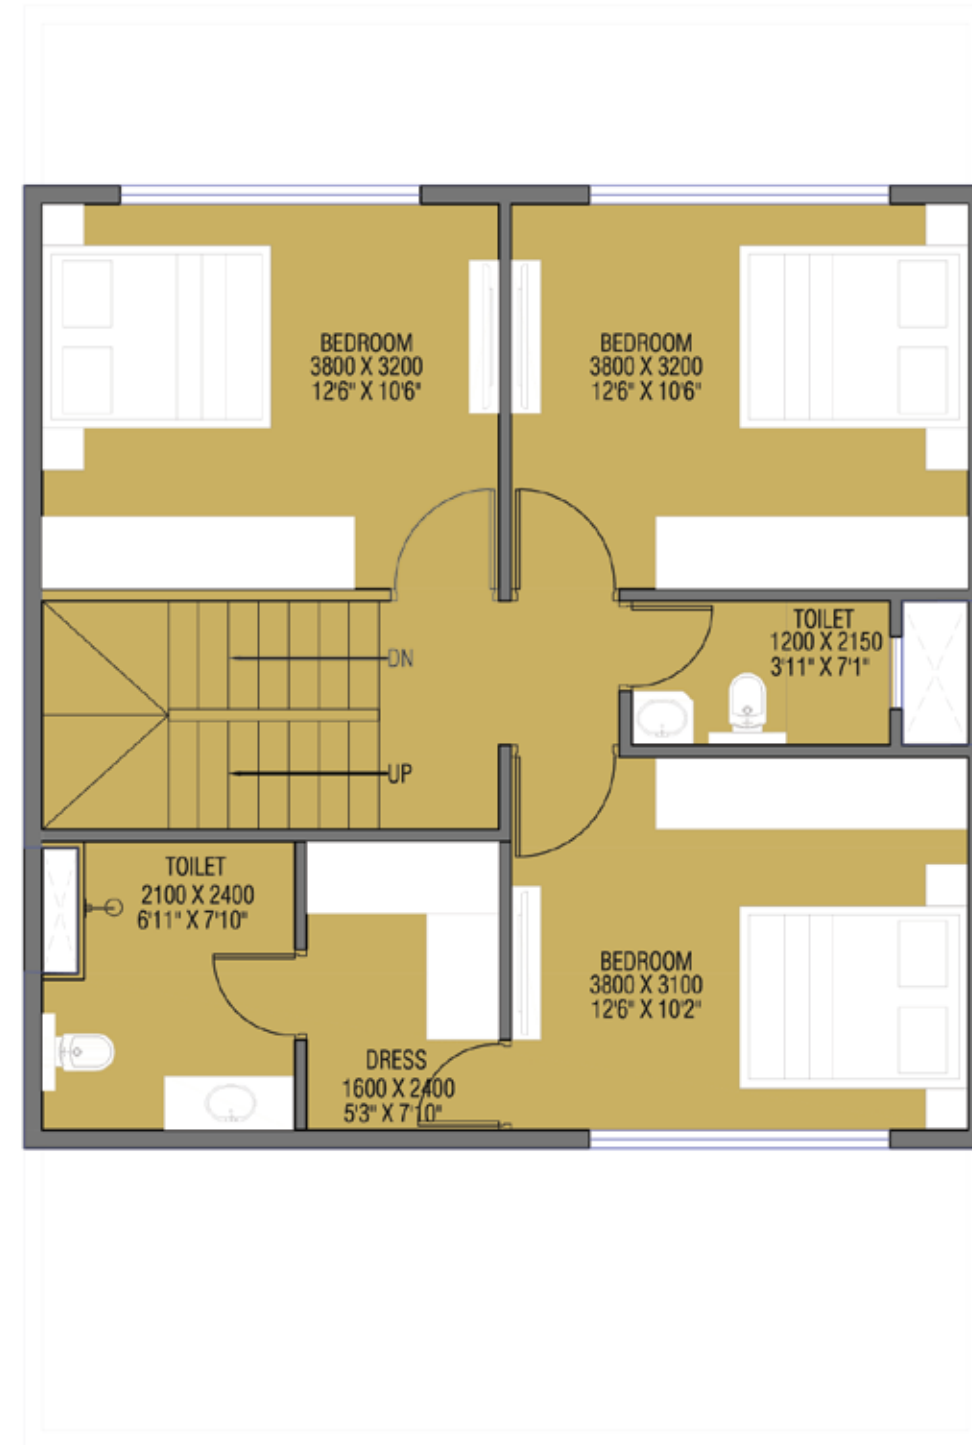 BEDROOM
3800 X 3200
12'6" X 10'6"
BEDROOM
3800 X 3200
12'6" X 10'6"
TOILET
1200 X 2150
3'11" X 7'1"
DN
UP
TOILET
2100 X 2400
6'11" X 7'10"
BEDROOM
3800 X 3100
12'6" X 10'2"
DRESS
1600 X 2400
5'3" X 7'10"